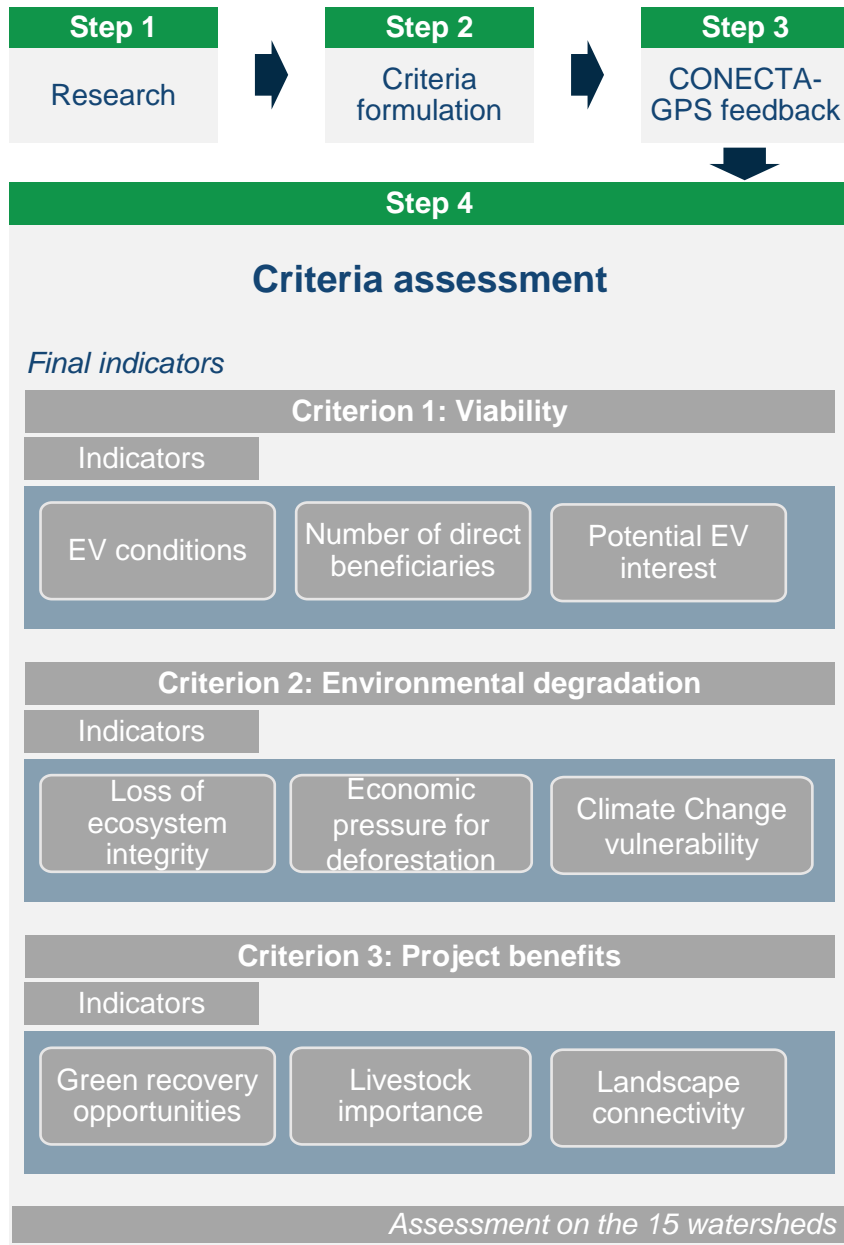 Step 1
Research
Step 2
Criteria
formulation
Step 3
CONECTA-
GPS feedback
Step 4
Criteria assessment
Final indicators
Criterion 1: Viability
Indicators
EV conditions
Number of direct
beneficiaries
Potential EV
interest
Criterion 2: Environmental degradation
Indicators
Loss of
ecosystem
integrity
Economic
pressure for
deforestation
Climate Change
vulnerability
Criterion 3: Project benefits
Indicators
Green recovery
opportunities
Livestock
importance
Landscape
connectivity
Assessment on the 15 watersheds